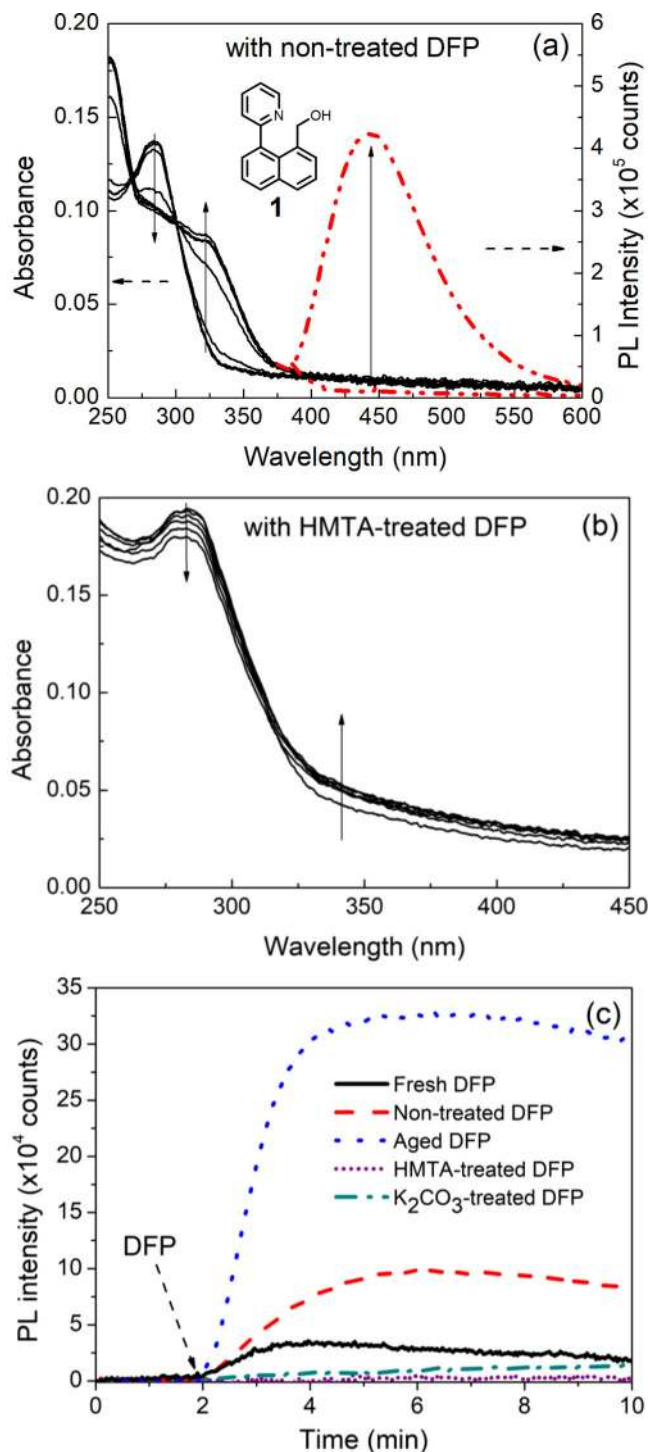 with non-treated DFP (a)
0.20
0.15
0.10
0.05
0.00
Absorbance
6
5
4
3
2
1
0
PL Intensity (x10⁵ counts)
N
OH
1
250 300 350 400 450 500 550 600
Wavelength (nm)
with HMTA-treated DFP (b)
0.20
0.15
0.10
0.05
0.00
Absorbance
250 300 350 400 450
Wavelength (nm)
(c)
35
30
25
20
15
10
5
0
PL intensity (x10⁴ counts)
Fresh DFP
Non-treated DFP
Aged DFP
HMTA-treated DFP
K₂CO₃-treated DFP
DFP
0 2 4 6 8 10
Time (min)